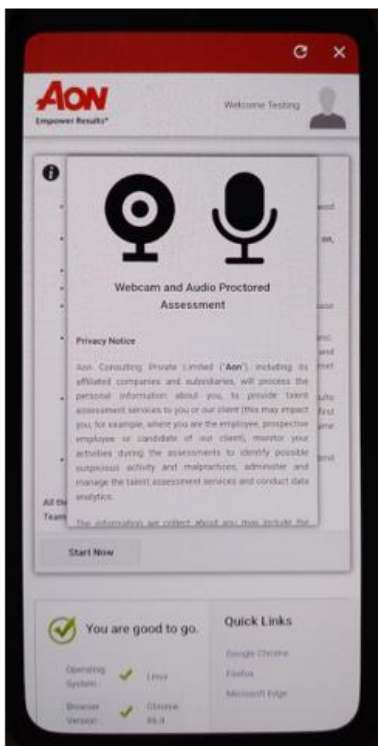 AON
Empower Results®
Welcome Testing
Webcam and Audio Proctored
Assessment
Privacy Notice
Aon Consulting Private Limited ("Aon"), including its
affiliated companies and subsidiaries, will process the
personal information about you, to provide talent
assessment services to you or our client (this may impact
you, for example, where you are the employee, prospective
employee or candidate of our client), monitor your
activities during the assessments to identify possible
suspicious activity and malpractices, administer and
manage the talent assessment services and conduct data
analytics.
The information we collect about you may include the
All the
Team
Start Now
You are good to go.
Operating
System :
Linux
Browser
Version :
Chrome
86.0
Quick Links
Google Chrome
Firefox
Microsoft Edge